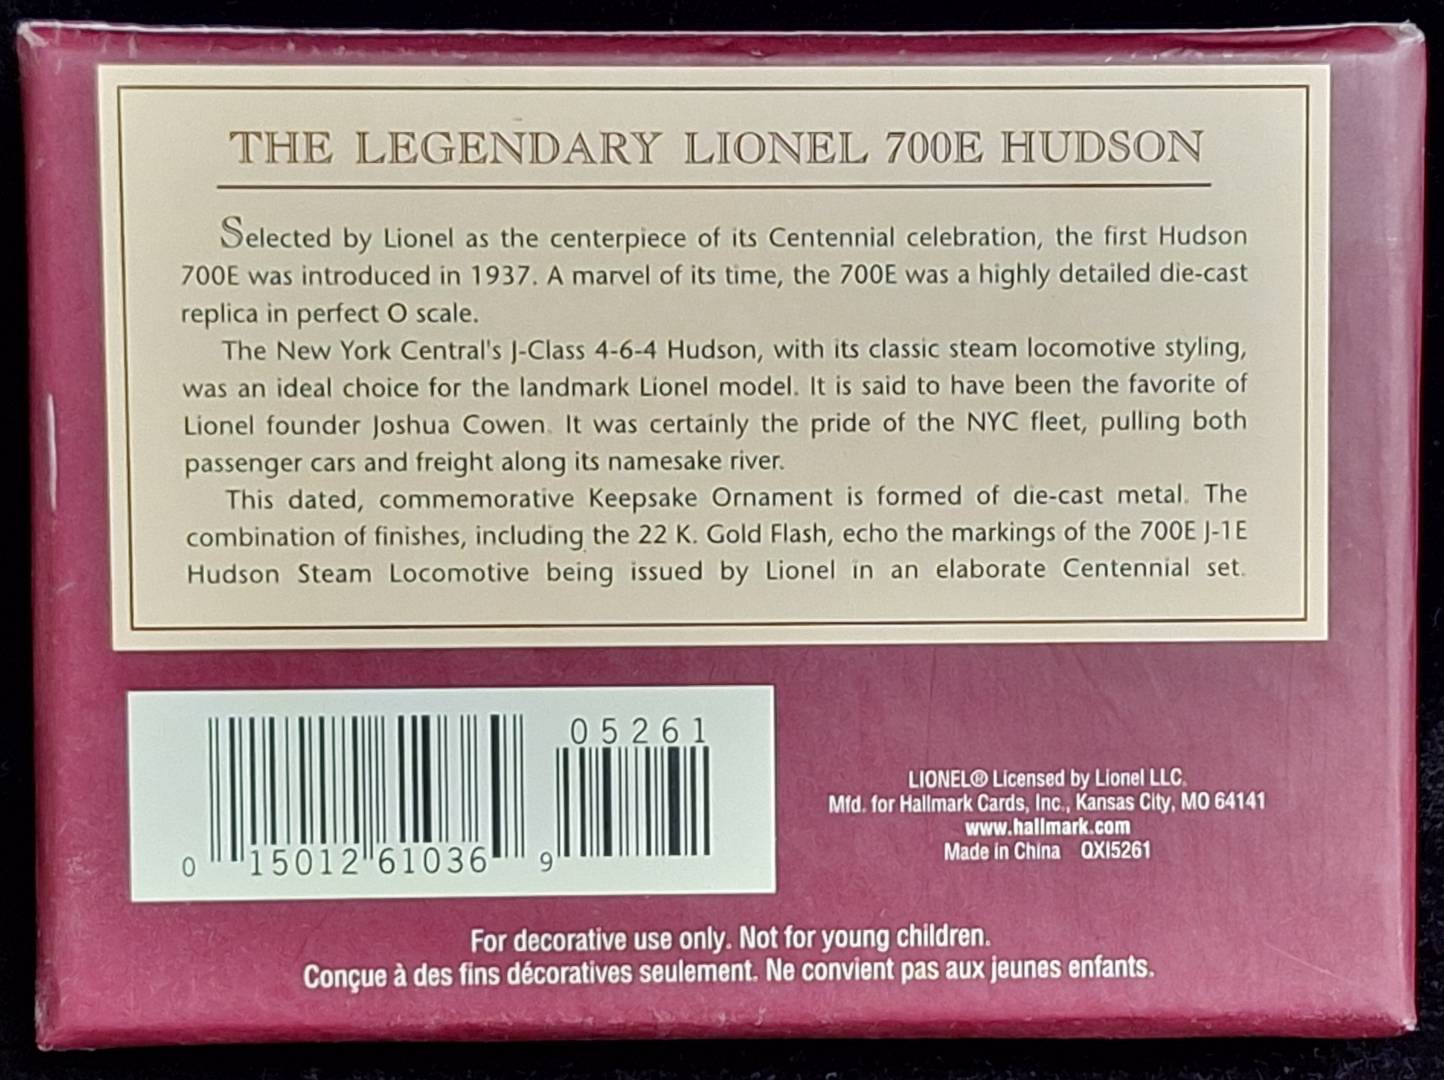 THE LEGENDARY LIONEL 700E HUDSON
Selected by Lionel as the centerpiece of its Centennial celebration, the first Hudson
700E was introduced in 1937. A marvel of its time, the 700E was a highly detailed die-cast
replica in perfect O scale.
The New York Central's J-Class 4-6-4 Hudson, with its classic steam locomotive styling,
was an ideal choice for the landmark Lionel model. It is said to have been the favorite of
Lionel founder Joshua Cowen. It was certainly the pride of the NYC fleet, pulling both
passenger cars and freight along its namesake river.
This dated, commemorative Keepsake Ornament is formed of die-cast metal. The
combination of finishes, including the 22 K. Gold Flash, echo the markings of the 700E J-1E
Hudson Steam Locomotive being issued by Lionel in an elaborate Centennial set.
05261
0 15012 61036 9
LIONEL® Licensed by Lionel LLC.
Mfd. for Hallmark Cards, Inc., Kansas City, MO 64141
www.hallmark.com
Made in China QXI5261
For decorative use only. Not for young children.
Conçue à des fins décoratives seulement. Ne convient pas aux jeunes enfants.